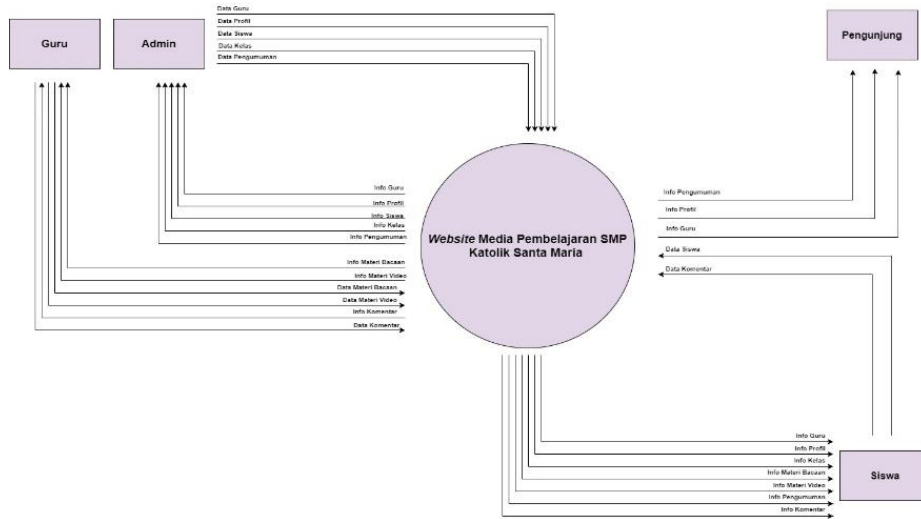 Data Guru
Data Profil
Data Siswa
Data Kelas
Data Pengumuman
Guru
Admin
Pengunjung
Info Guru
Info Profil
Info Siswa
Info Kelas
Info Pengumuman
Info Materi Bacaan
Info Materi Video
Data Materi Bacaan
Data Materi Video
Info Komentar
Data Komentar
Website Media Pembelajaran SMP
Katolik Santa Maria
Info Pengumuman
Info Profil
Info Guru
Data Siswa
Data Komentar
Info Guru
Info Profil
Info Kelas
Info Materi Bacaan
Info Materi Video
Info Pengumuman
Info Komentar
Siswa